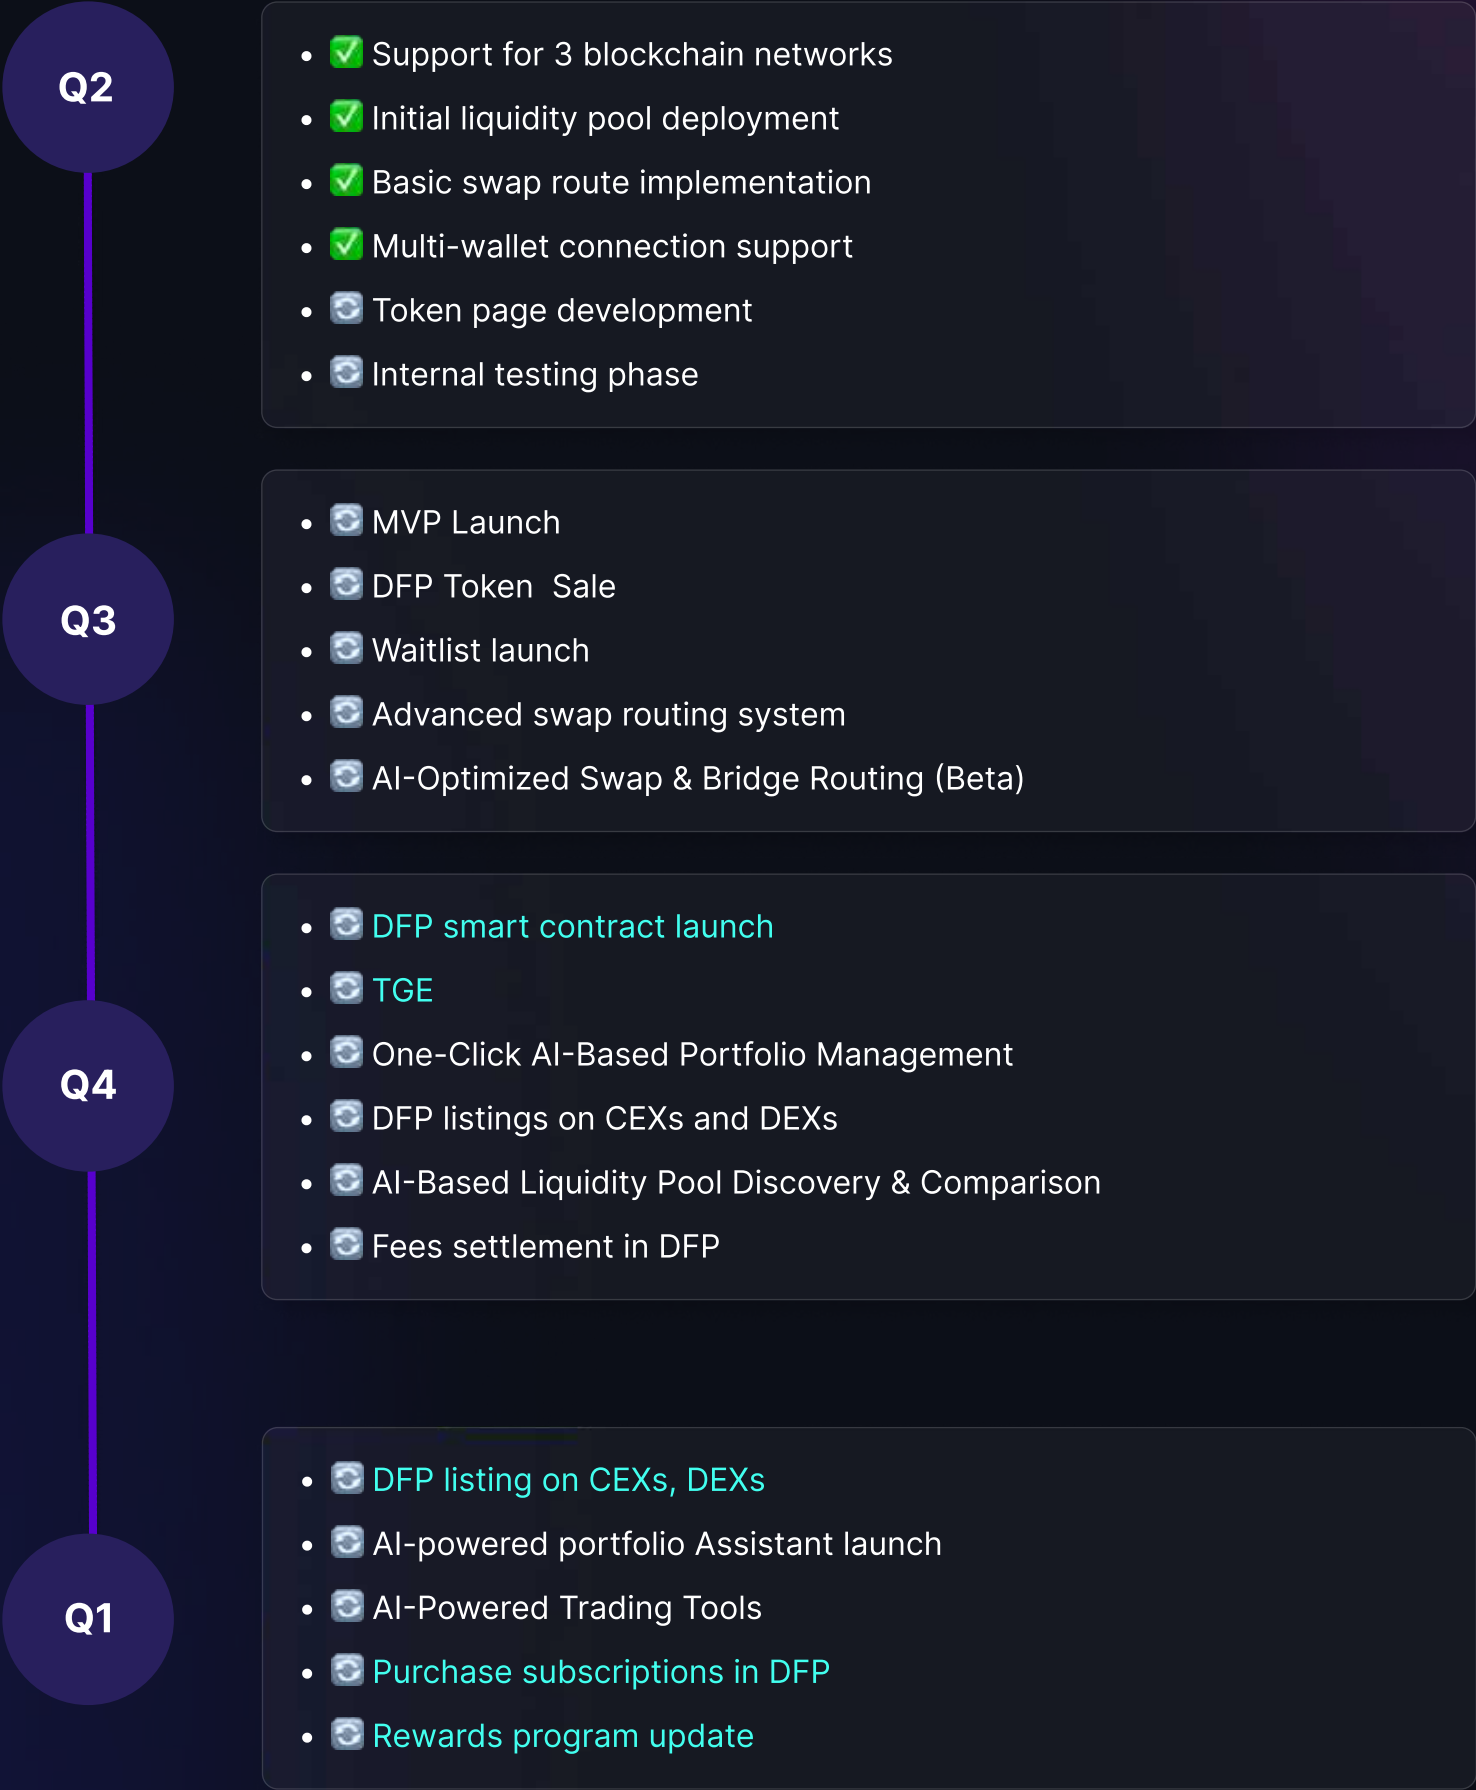 Q2
✅ Support for 3 blockchain networks
✅ Initial liquidity pool deployment
✅ Basic swap route implementation
✅ Multi-wallet connection support
🔄 Token page development
🔄 Internal testing phase
Q3
🔄 MVP Launch
🔄 DFP Token  Sale
🔄 Waitlist launch
🔄 Advanced swap routing system
🔄 AI-Optimized Swap & Bridge Routing (Beta)
Q4
🔄 DFP smart contract launch
🔄 TGE
🔄 One-Click AI-Based Portfolio Management
🔄 DFP listings on CEXs and DEXs
🔄 AI-Based Liquidity Pool Discovery & Comparison
🔄 Fees settlement in DFP
Q1
🔄 DFP listing on CEXs, DEXs
🔄 AI-powered portfolio Assistant launch
🔄 AI-Powered Trading Tools
🔄 Purchase subscriptions in DFP
🔄 Rewards program update